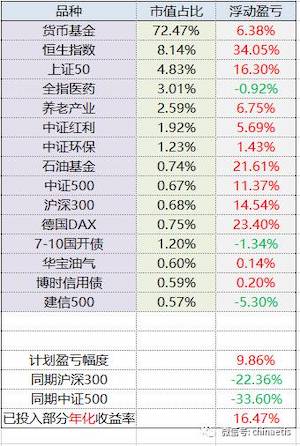 品种 市值占比 浮动盈亏
货币基金 72.47% 6.38%
恒生指数 8.14% 34.05%
上证50 4.83% 16.30%
全指医药 3.01% -0.92%
养老产业 2.59% 6.75%
中证红利 1.92% 5.69%
中证环保 1.23% 1.43%
石油基金 0.74% 21.61%
中证500 0.67% 11.37%
沪深300 0.68% 14.54%
德国DAX 0.75% 23.40%
7-10国开债 1.20% -1.34%
华宝油气 0.60% 0.14%
博时信用债 0.59% 0.20%
建信500 0.57% -5.30%
计划盈亏幅度 9.86%
同期沪深300 -22.36%
同期中证500 -33.60%
已投入部分年化收益率 16.47%
微信号: chinaetfs